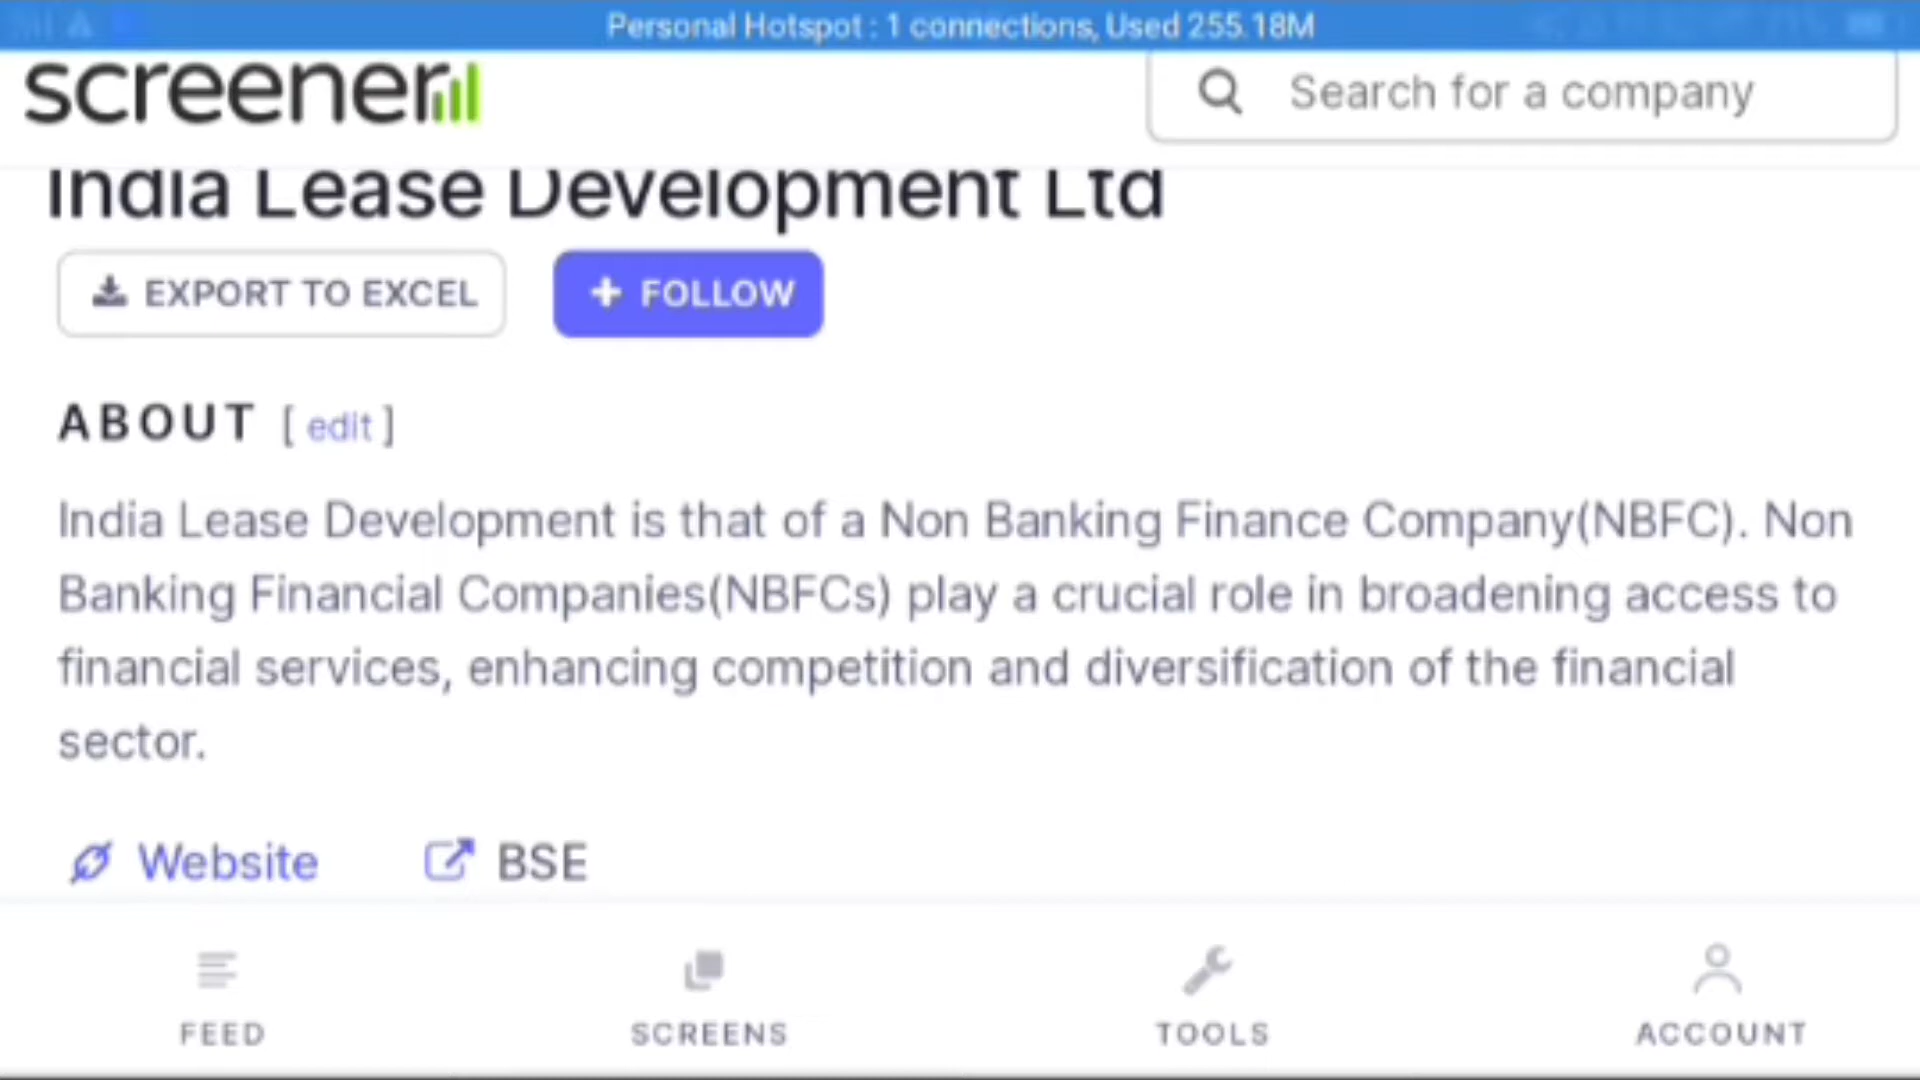 Personal Hotspot : 1 connections, Used 255.18M
screener
Search for a company
India Lease Development Ltd
EXPORT TO EXCEL
+ FOLLOW
ABOUT [ edit ]
India Lease Development is that of a Non Banking Finance Company(NBFC). Non
Banking Financial Companies(NBFCs) play a crucial role in broadening access to
financial services, enhancing competition and diversification of the financial
sector.
Website
BSE
FEED
SCREENS
TOOLS
ACCOUNT